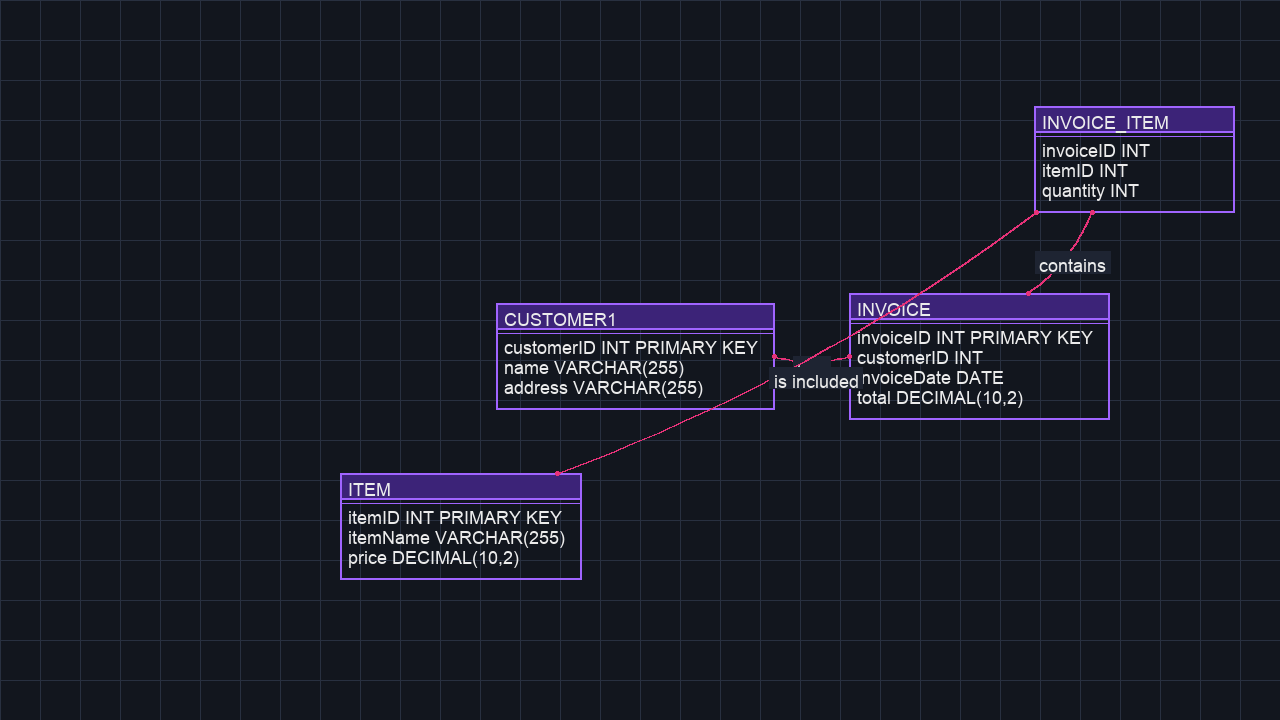 INVOICE_ITEM
invoiceID INT
itemID INT
quantity INT
contains
CUSTOMER1
customerID INT PRIMARY KEY
name VARCHAR(255)
address VARCHAR(255)
is included
INVOICE
invoiceID INT PRIMARY KEY
customerID INT
invoiceDate DATE
total DECIMAL(10,2)
ITEM
itemID INT PRIMARY KEY
itemName VARCHAR(255)
price DECIMAL(10,2)